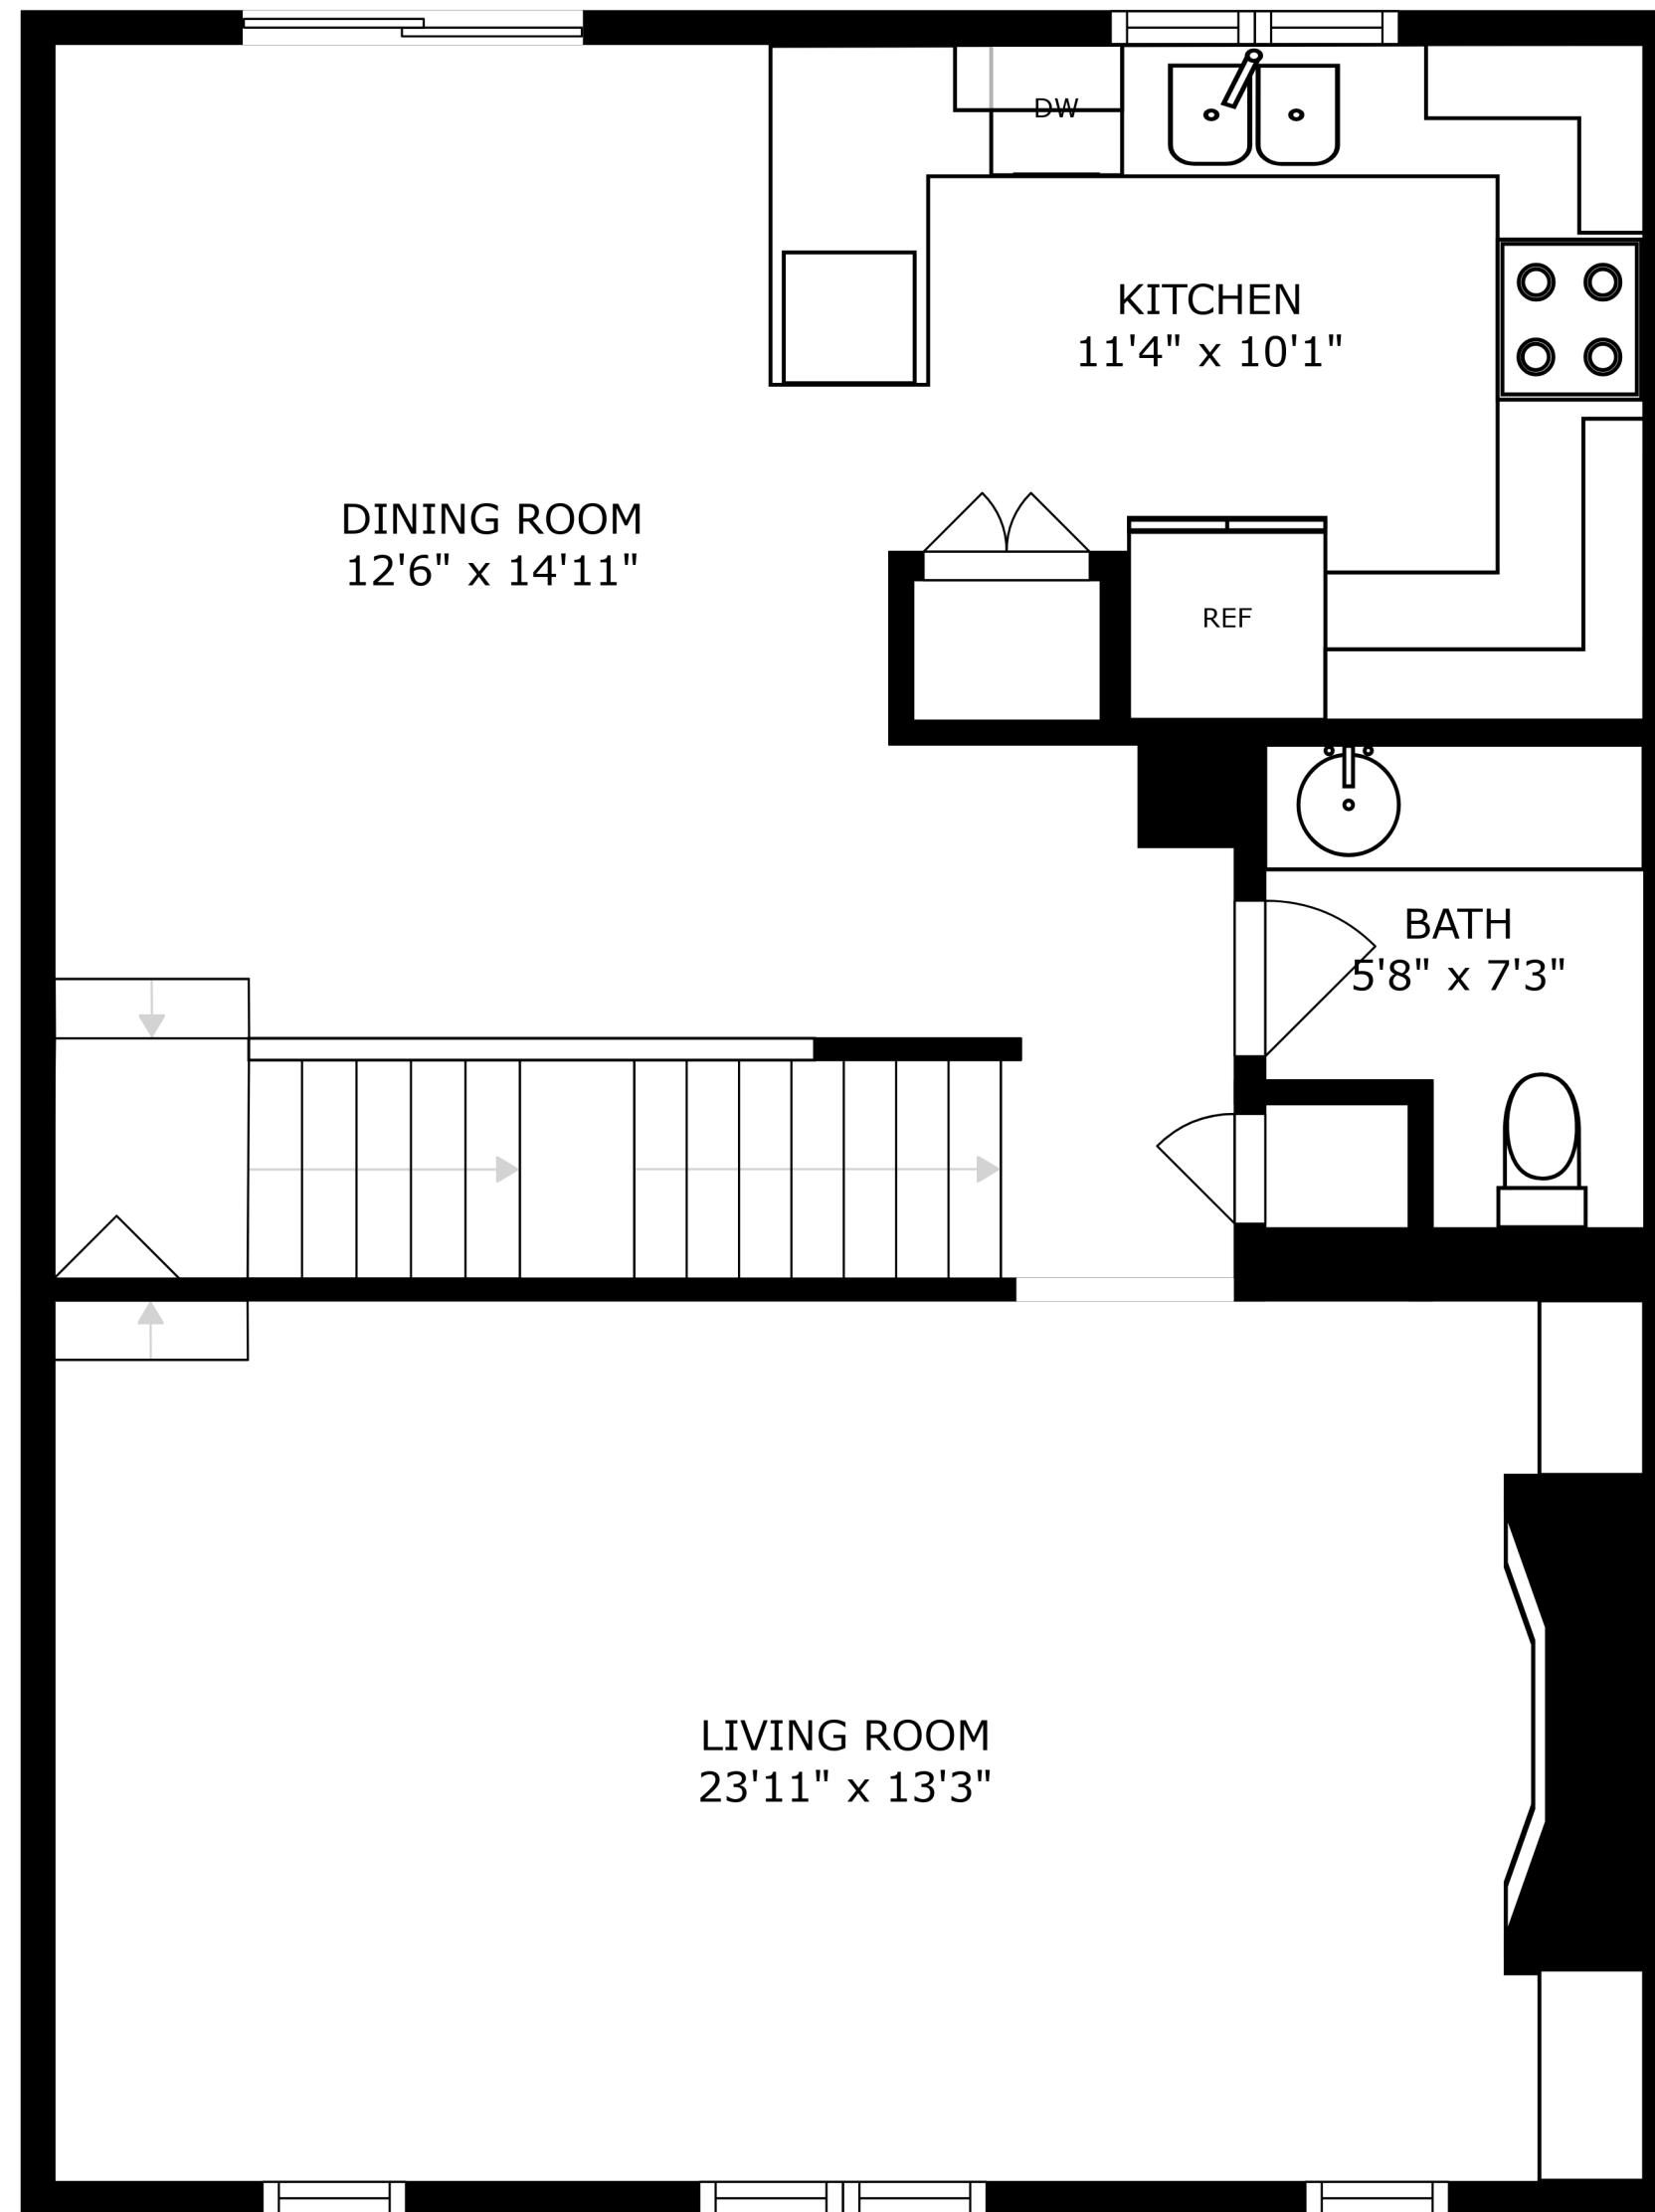 DW
KITCHEN
11'4" x 10'1"
DINING ROOM
12'6" x 14'11"
REF
BATH
5'8" x 7'3"
LIVING ROOM
23'11" x 13'3"